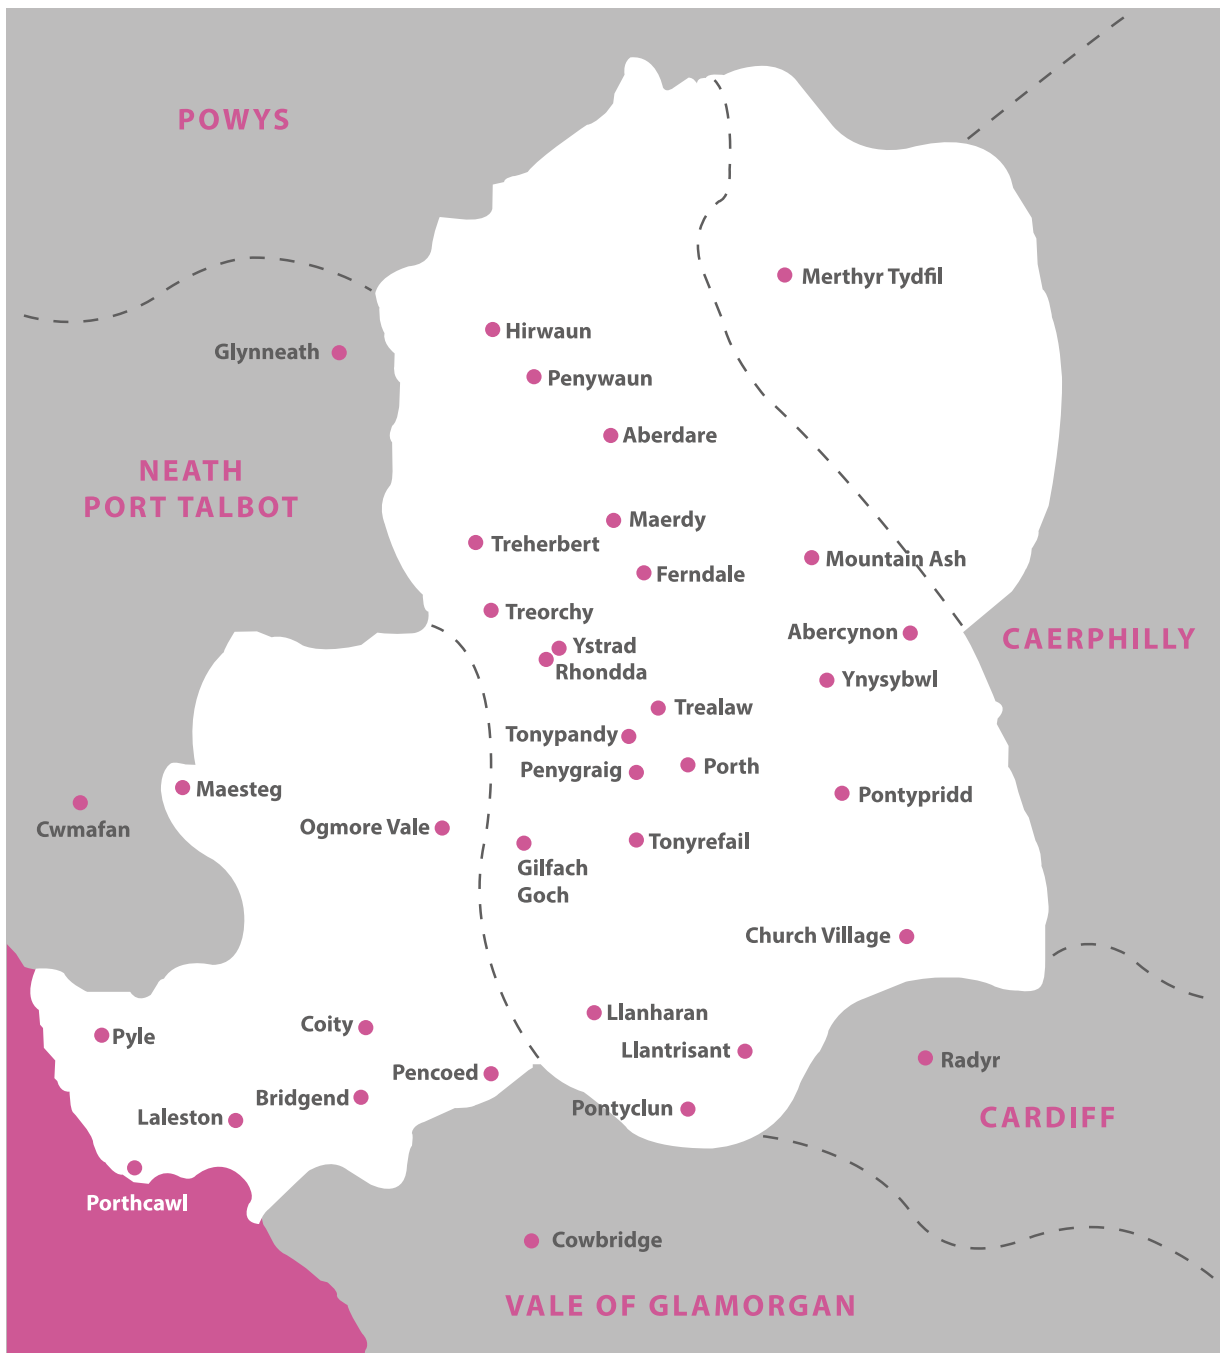 POWYS
Merthyr Tydfil
Hirwaun
Glynneath
Penywaun
Aberdare
NEATH
PORT TALBOT
Maerdy
Treherbert
Mountain Ash
Ferndale
Treorchy
Abercynon
CAERPHILLY
Ystrad
Rhondda
Ynysybwl
Trealaw
Tonypandy
Porth
Penygraig
Maesteg
Pontypridd
Cwmafan
Ogmore Vale
Tonyrefail
Gilfach
Goch
Church Village
Llanharan
Coity
Pyle
Llantrisant
Radyr
Pencoed
Bridgend
Pontyclun
Laleston
CARDIFF
Porthcawl
Cowbridge
VALE OF GLAMORGAN